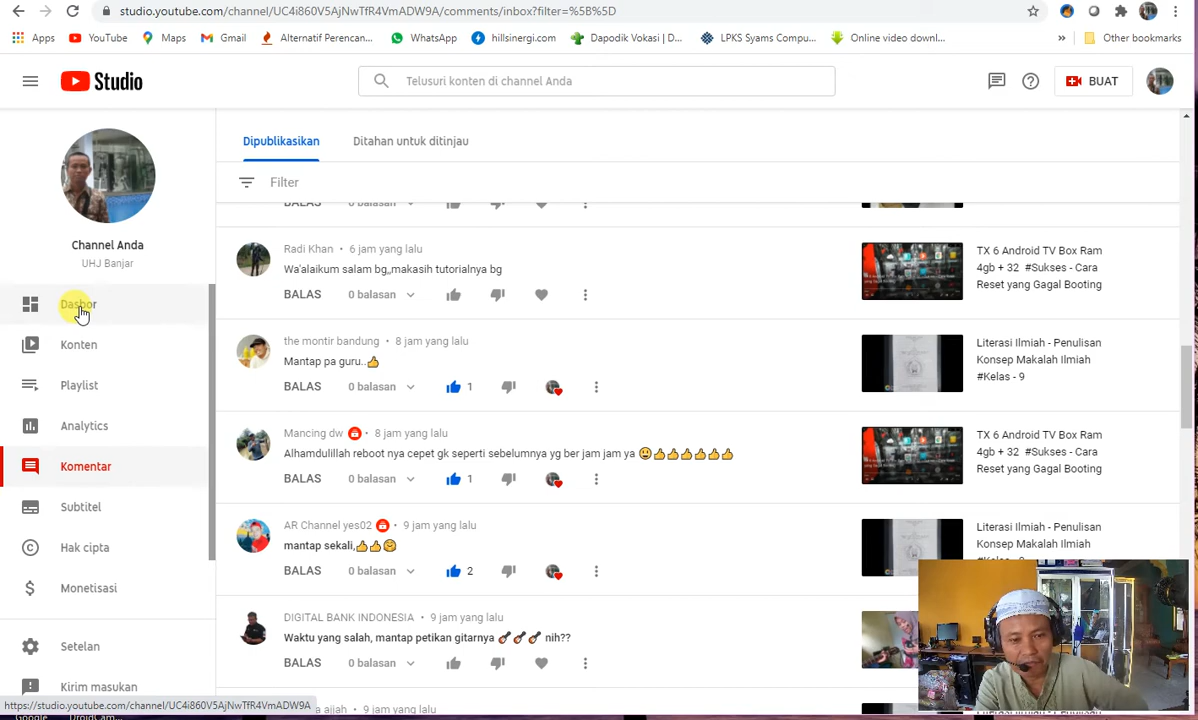 studio.youtube.com/channel/UC4i860V5AjNwTfR4VmADW9A/comments/inbox?filter=%5B%5D
Apps YouTube Maps Gmail Alternatif Perencan... WhatsApp hillsinergi.com Dapodik Vokasi | D... LPKS Syams Compu... Online video downl... » Other bookmarks
Studio
Telusuri konten di channel Anda
BUAT
Channel Anda
UHJ Banjar
Dasbor
Konten
Playlist
Analytics
Komentar
Subtitel
Hak cipta
Monetisasi
Setelan
Kirim masukan
Dipublikasikan Ditahan untuk ditinjau
Filter
BALAS 0 balasan
Radi Khan • 6 jam yang lalu
Wa'alaikum salam bg,,makasih tutorialnya bg
BALAS 0 balasan
TX 6 Android TV Box Ram
4gb + 32 #Sukses - Cara
Reset yang Gagal Booting
the montir bandung • 8 jam yang lalu
Mantap pa guru..👍
BALAS 0 balasan 1
Literasi Ilmiah - Penulisan
Konsep Makalah Ilmiah
#Kelas - 9
Mancing dw • 8 jam yang lalu
Alhamdulillah reboot nya cepet gk seperti sebelumnya yg ber jam jam ya 😀👍👍👍👍👍👍
BALAS 0 balasan 1
TX 6 Android TV Box Ram
4gb + 32 #Sukses - Cara
Reset yang Gagal Booting
AR Channel yes02 • 9 jam yang lalu
mantap sekali,👍👍🤗
BALAS 0 balasan 2
Literasi Ilmiah - Penulisan
Konsep Makalah Ilmiah
DIGITAL BANK INDONESIA • 9 jam yang lalu
Waktu yang salah, mantap petikan gitarnya 🎸🎸🎸 nih??
BALAS 0 balasan
ajjah • 9 jam yang lalu
https://studio.youtube.com/channel/UC4i860V5AjNwTfR4VmADW9A
Google DroidCam...